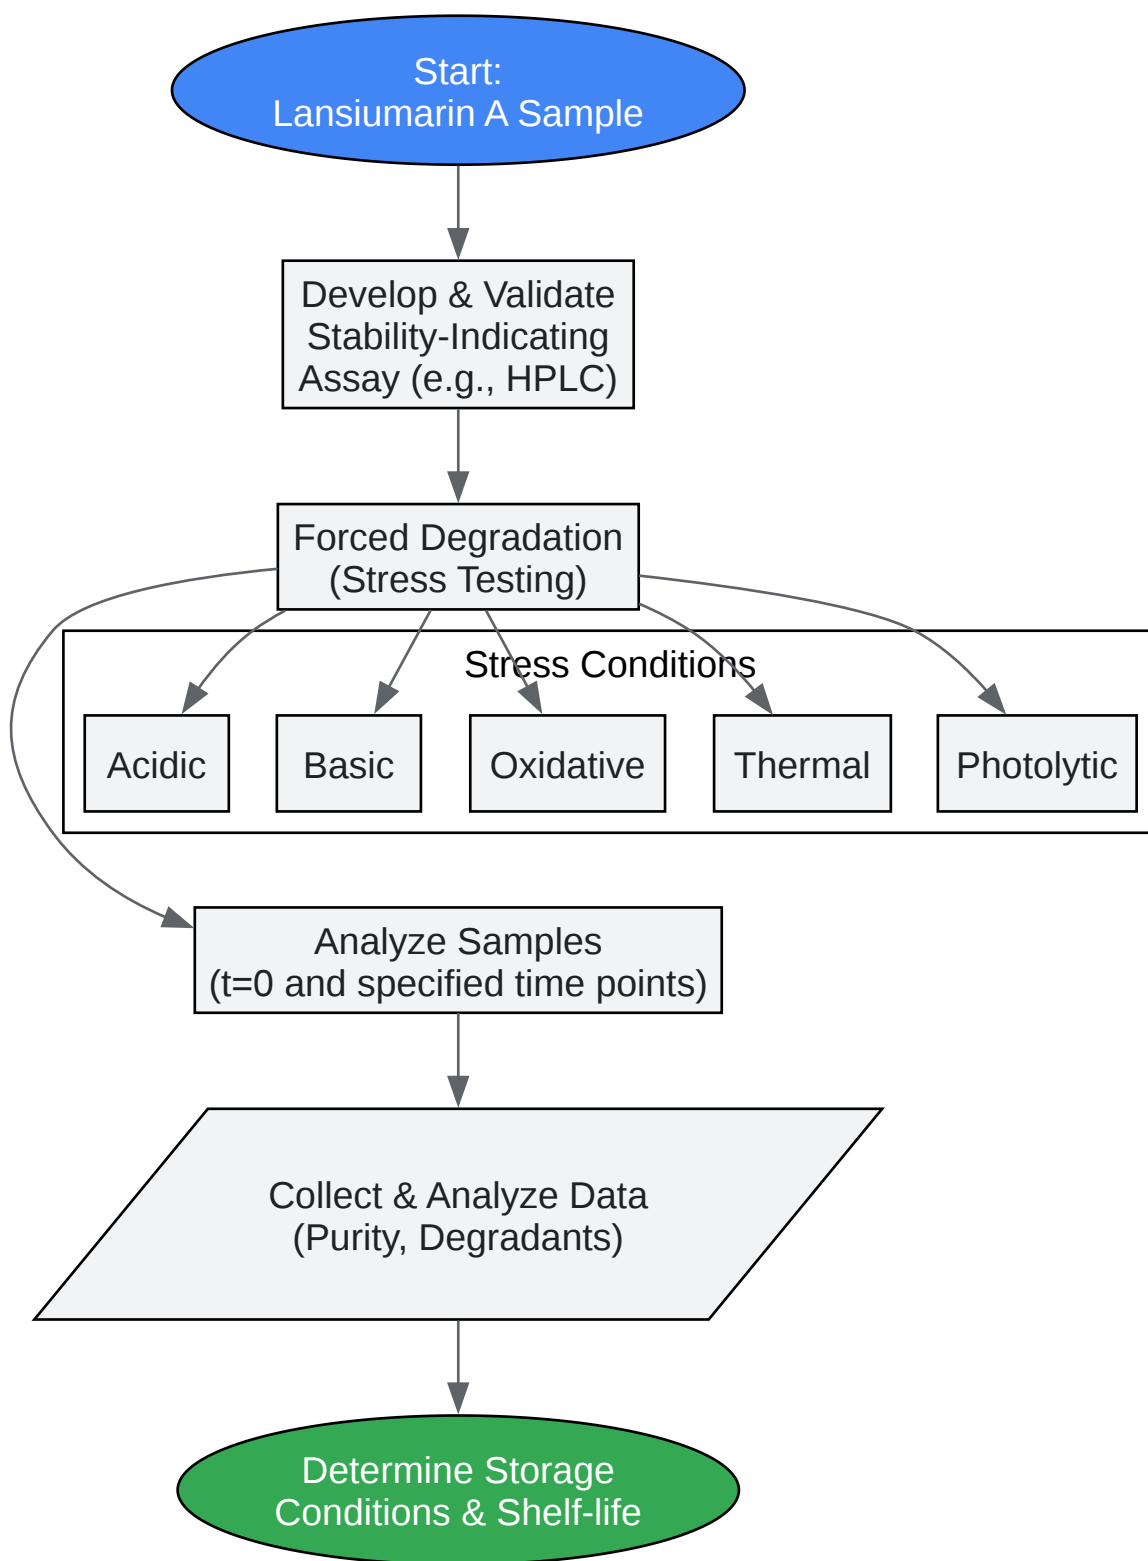 Start:
Lansiumarin A Sample
Develop & Validate
Stability-Indicating
Assay (e.g., HPLC)
Forced Degradation
(Stress Testing)
Stress Conditions
Acidic
Basic
Oxidative
Thermal
Photolytic
Analyze Samples
(t=0 and specified time points)
Collect & Analyze Data
(Purity, Degradants)
Determine Storage
Conditions & Shelf-life